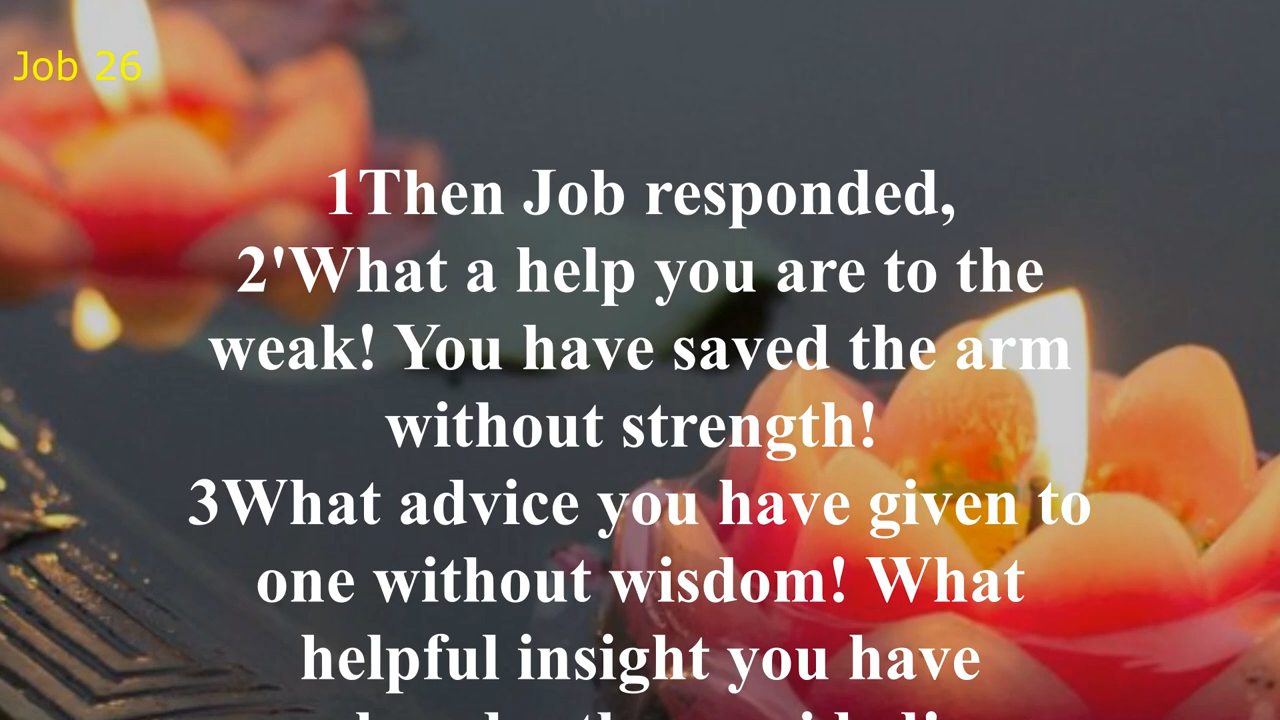 Job 26
1Then Job responded,
2'What a help you are to the
weak! You have saved the arm
without strength!
3What advice you have given to
one without wisdom! What
helpful insight you have